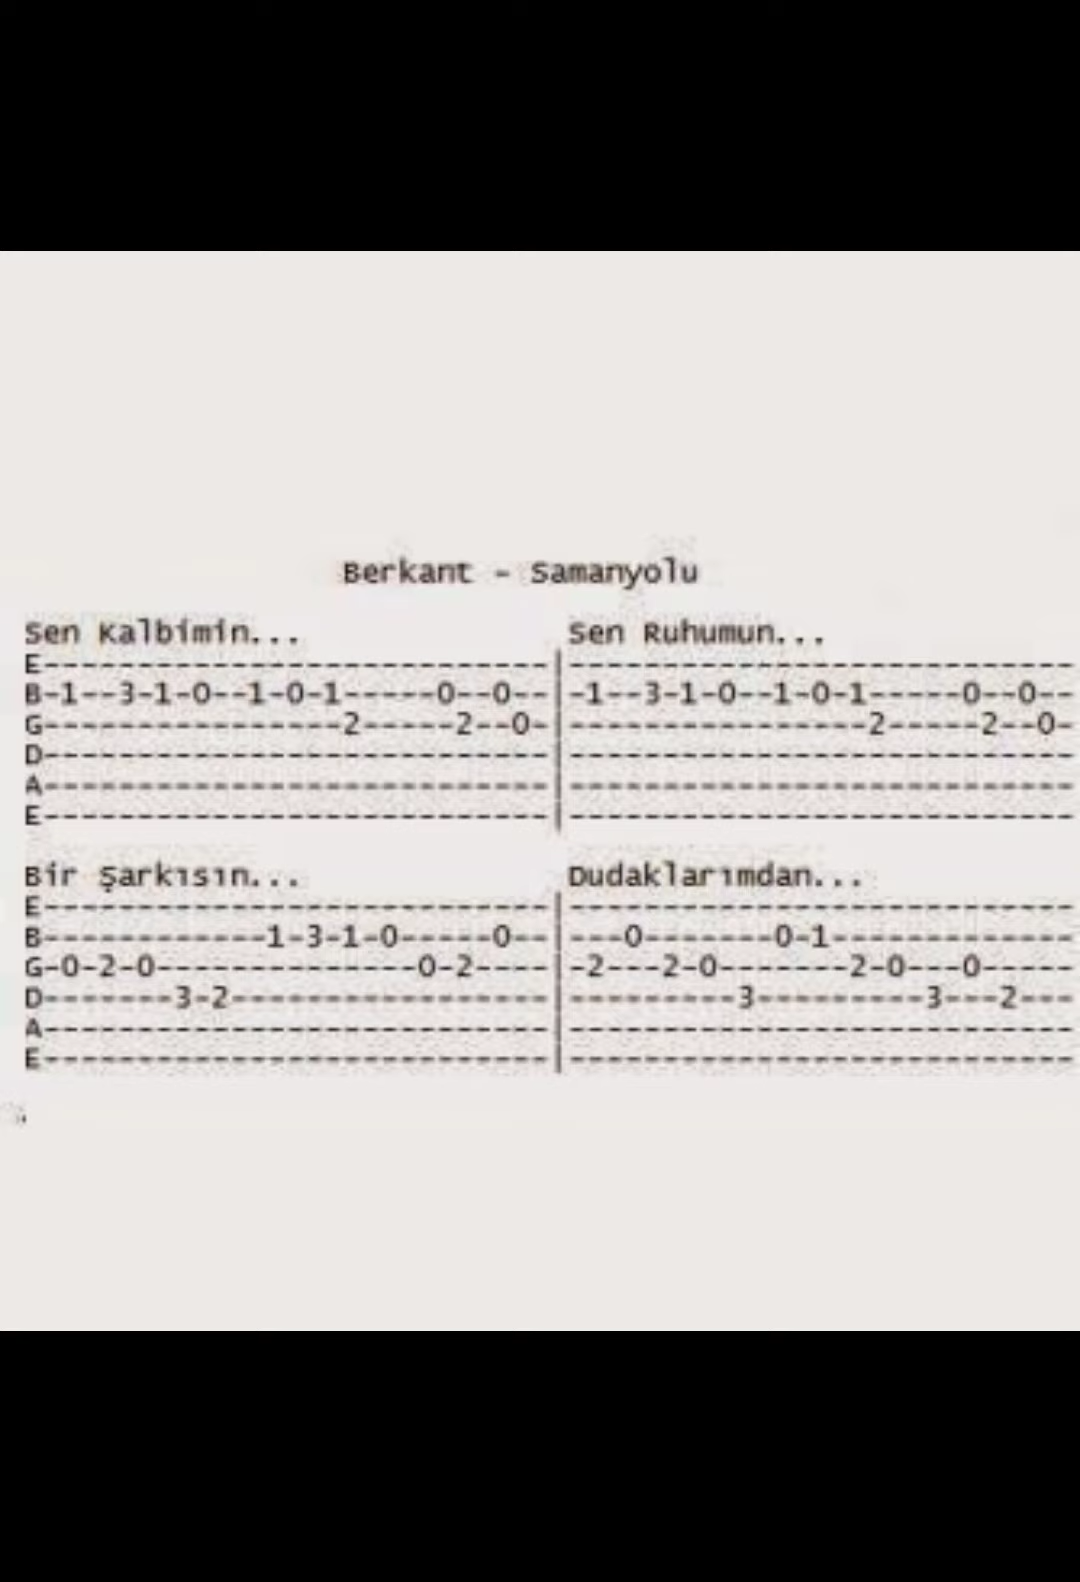 Berkant - Samanyolu
Sen Kalbimin... Sen Ruhumun...
E---------------------------|---------------------------
B-1--3-1-0--1-0-1-----0--0--|-1--3-1-0--1-0-1-----0--0--
G----------------2-----2--0-|----------------2-----2--0-
D---------------------------|---------------------------
A---------------------------|---------------------------
E---------------------------|---------------------------
Bir Şarkısın... Dudaklarımdan...
E---------------------------|---------------------------
B------------1-3-1-0-----0--|---0-------0-1-------------
G-0-2-0--------------0-2----|-2---2-0-------2-0---0-----
D-------3-2-----------------|---------3---------3---2---
A---------------------------|---------------------------
E---------------------------|---------------------------